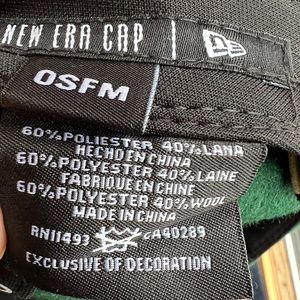 NEW ERA CAP
OSFM
60% POLIESTER 40% LANA
HECHO EN CHINA
60% POLYESTER 40% LAINE
FABRIQUE EN CHINE
60% POLYESTER 40% WOOL
MADE IN CHINA
RN11493 CA40289
EXCLUSIVE OF DECORATION